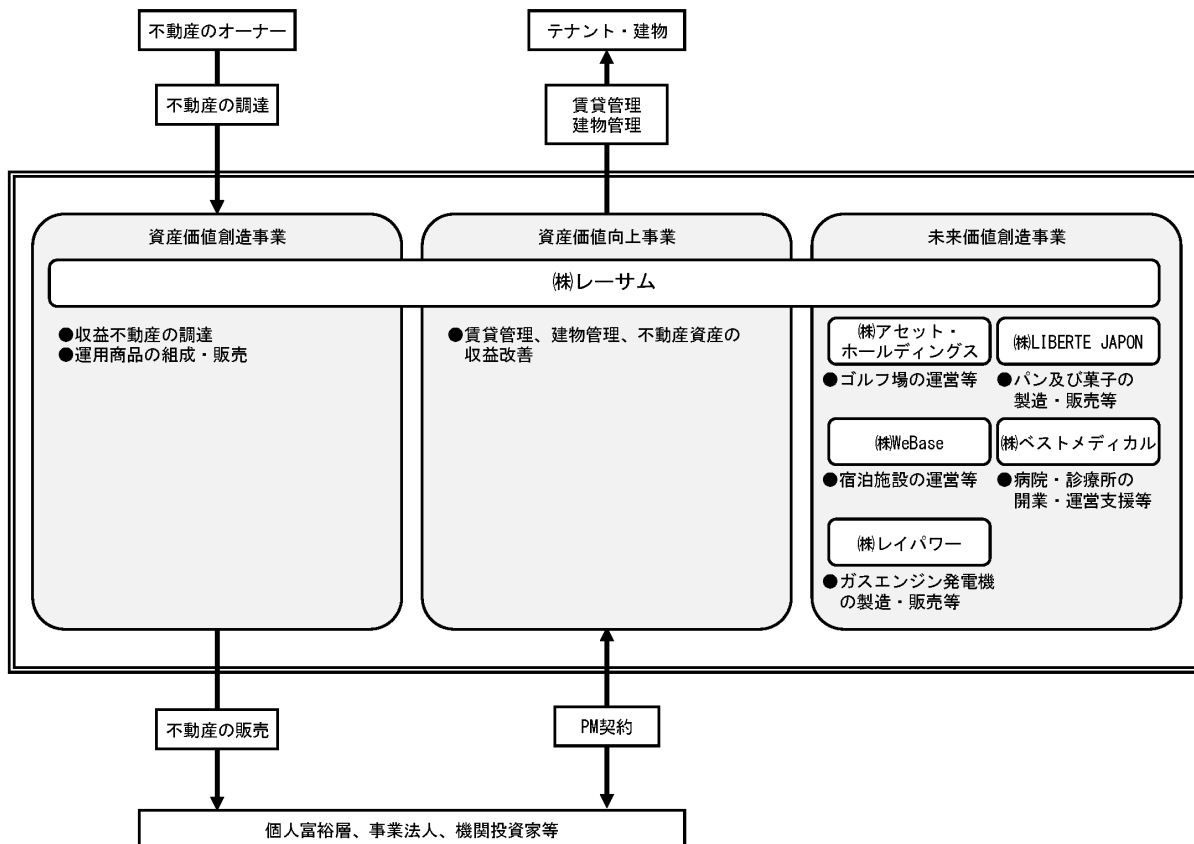 不動産のオーナー
テナント・建物
不動産の調達
賃貸管理
建物管理
資産価値創造事業
資産価値向上事業
未来価値創造事業
㈱レーサム
●収益不動産の調達
●運用商品の組成・販売
●賃貸管理、建物管理、不動産資産の
収益改善
㈱アセット・
ホールディングス
㈱LIBERTE JAPON
●ゴルフ場の運営等
●パン及び菓子の
製造・販売等
㈱WeBase
㈱ベストメディカル
●宿泊施設の運営等
●病院・診療所の
開業・運営支援等
㈱レイパワー
●ガスエンジン発電機
の製造・販売等
不動産の販売
PM契約
個人富裕層、事業法人、機関投資家等